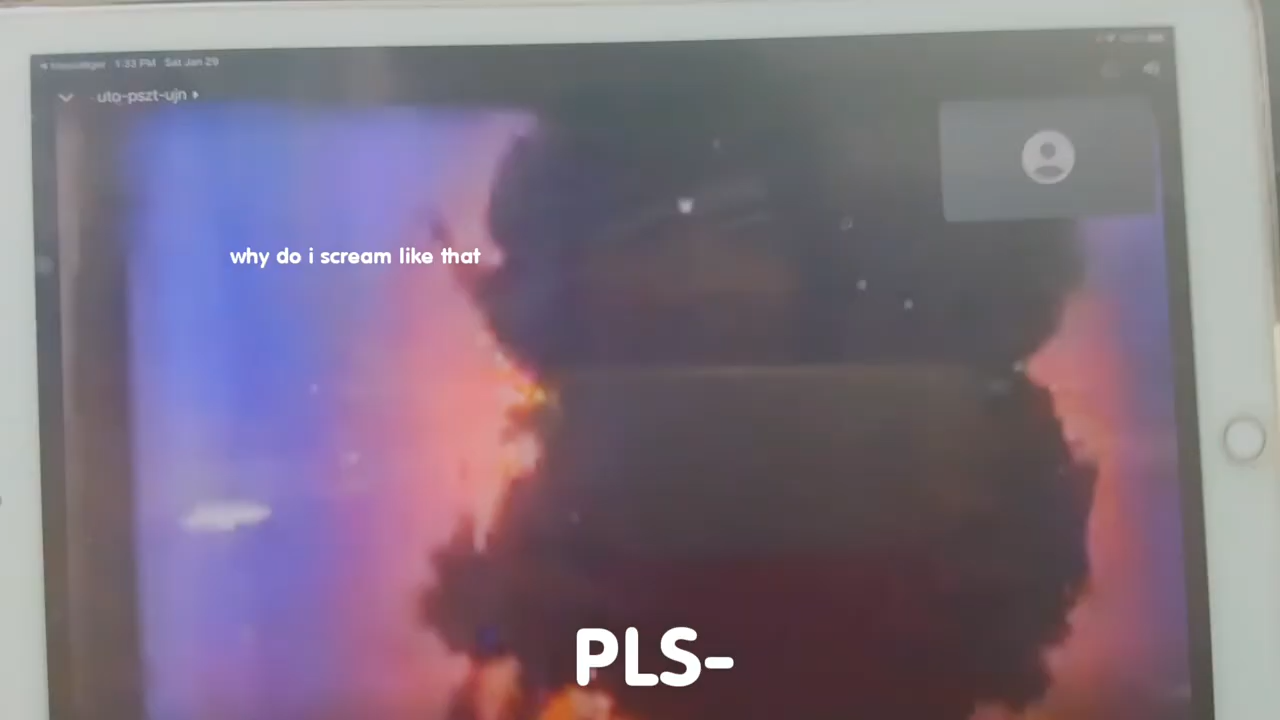 1:33 PM Sat Jan 29
uto-pszt-ujn
why do i scream like that
PLS-